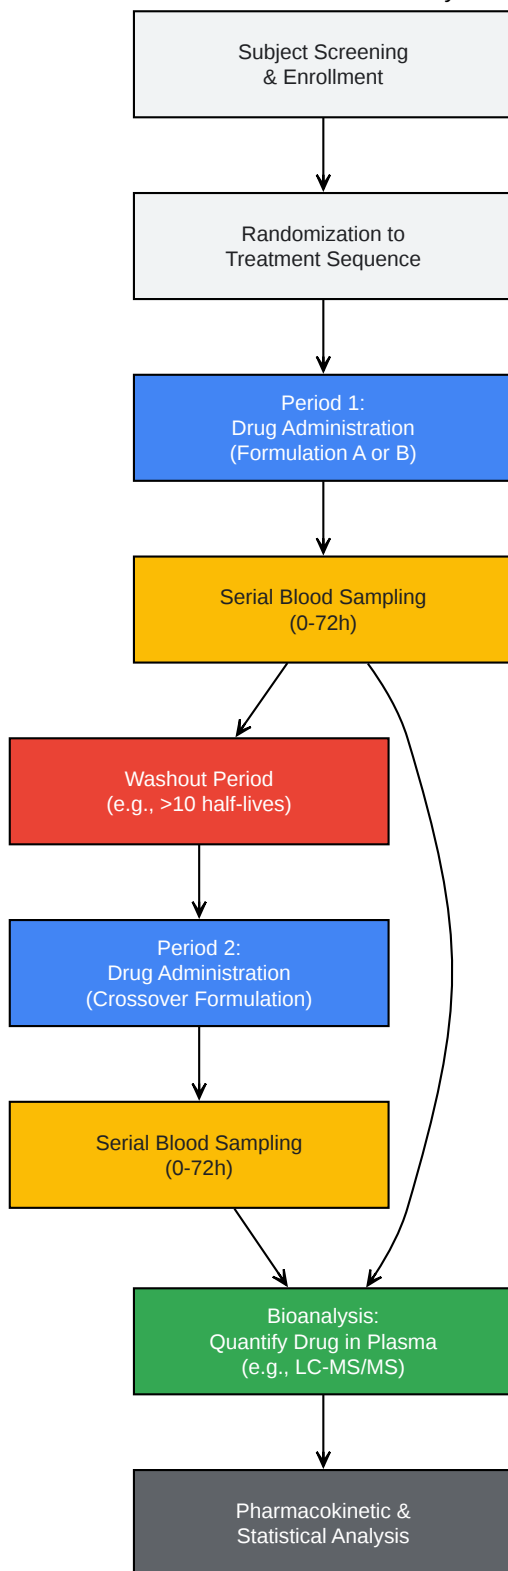 Subject Screening
& Enrollment
Randomization to
Treatment Sequence
Period 1:
Drug Administration
(Formulation A or B)
Serial Blood Sampling
(0-72h)
Washout Period
(e.g., >10 half-lives)
Period 2:
Drug Administration
(Crossover Formulation)
Serial Blood Sampling
(0-72h)
Bioanalysis:
Quantify Drug in Plasma
(e.g., LC-MS/MS)
Pharmacokinetic &
Statistical Analysis